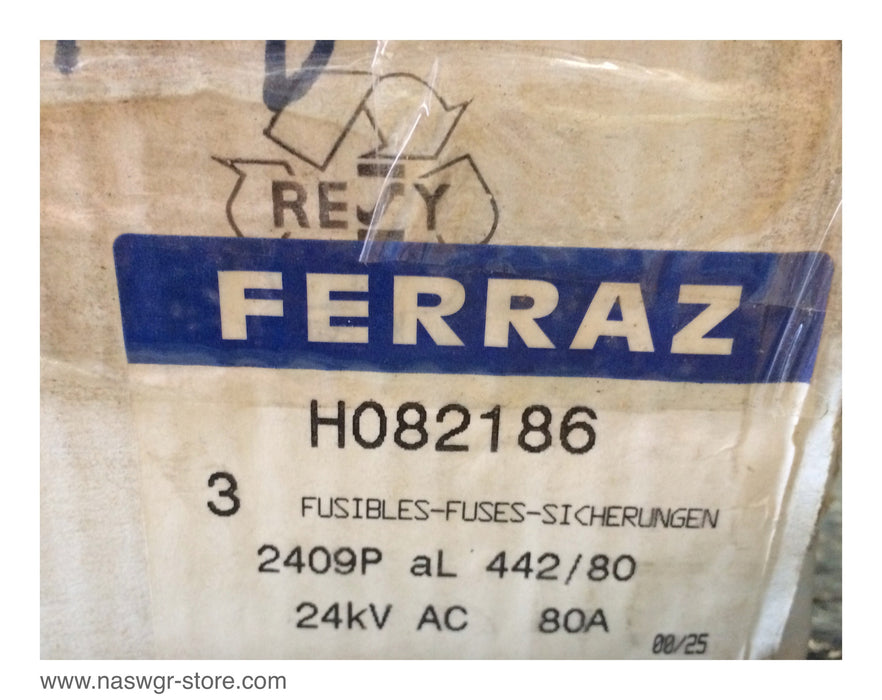 RESY
FERRAZ
H082186
3 FUSIBLES-FUSES-SICHERUNGEN
2409P aL 442/80
24kV AC 80A
00/25
www.naswgr-store.com